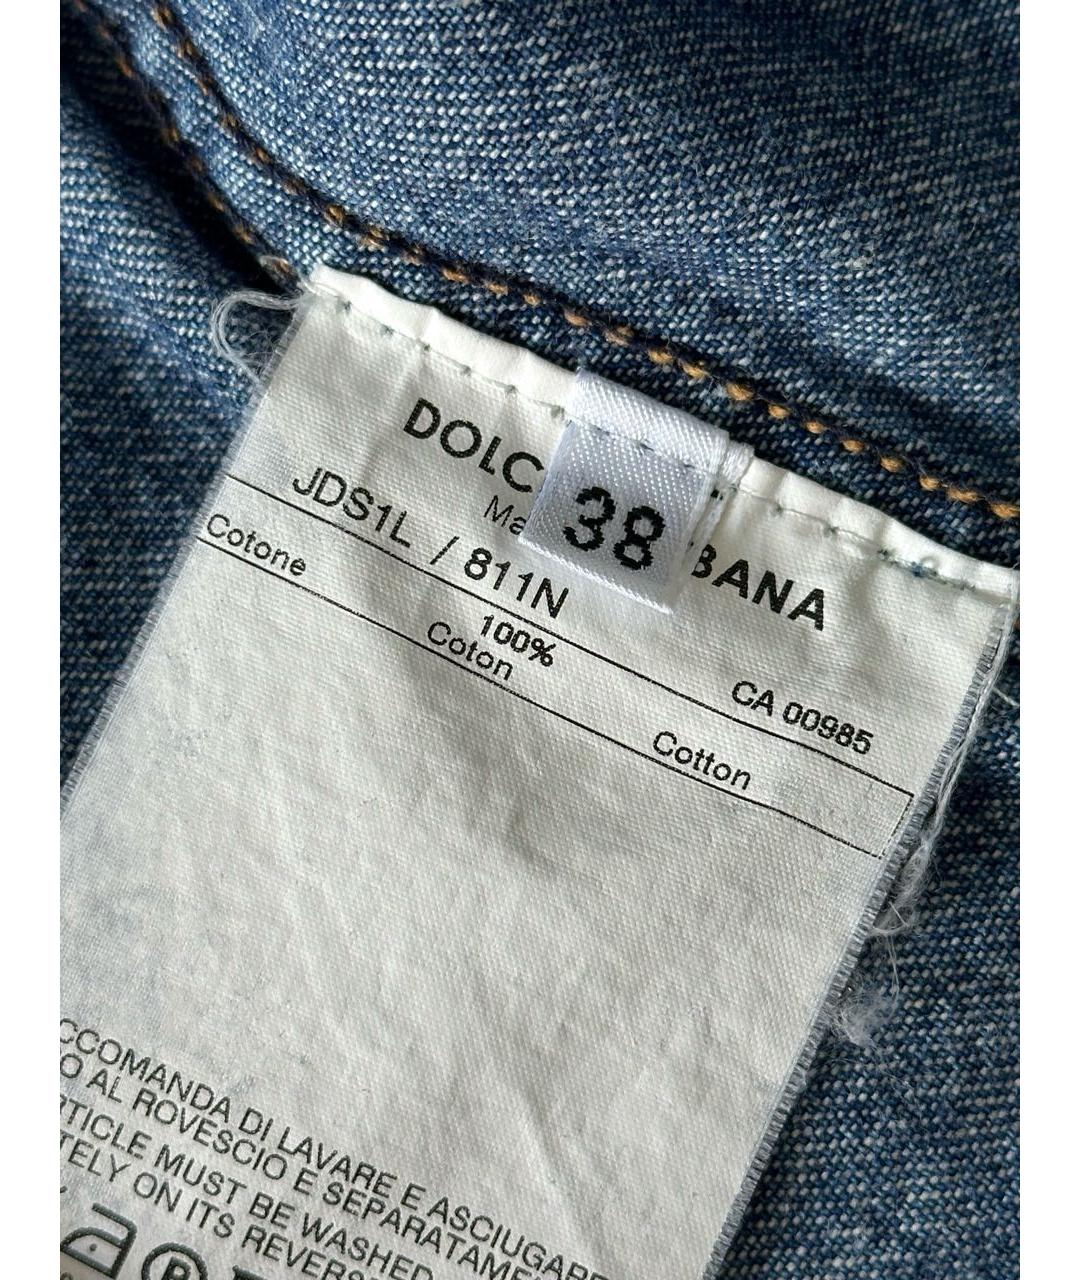 DOLC
38
BANA
Ma
JDS1L / 811N
CA 00985
100%
Cotone
Coton
Cotton
CCOMANDA DI LAVARE E ASCIUGARE
O AL ROVESCIO E SEPARATAME
TICLE MUST BE WASHED
TELY ON ITS REVERS
P